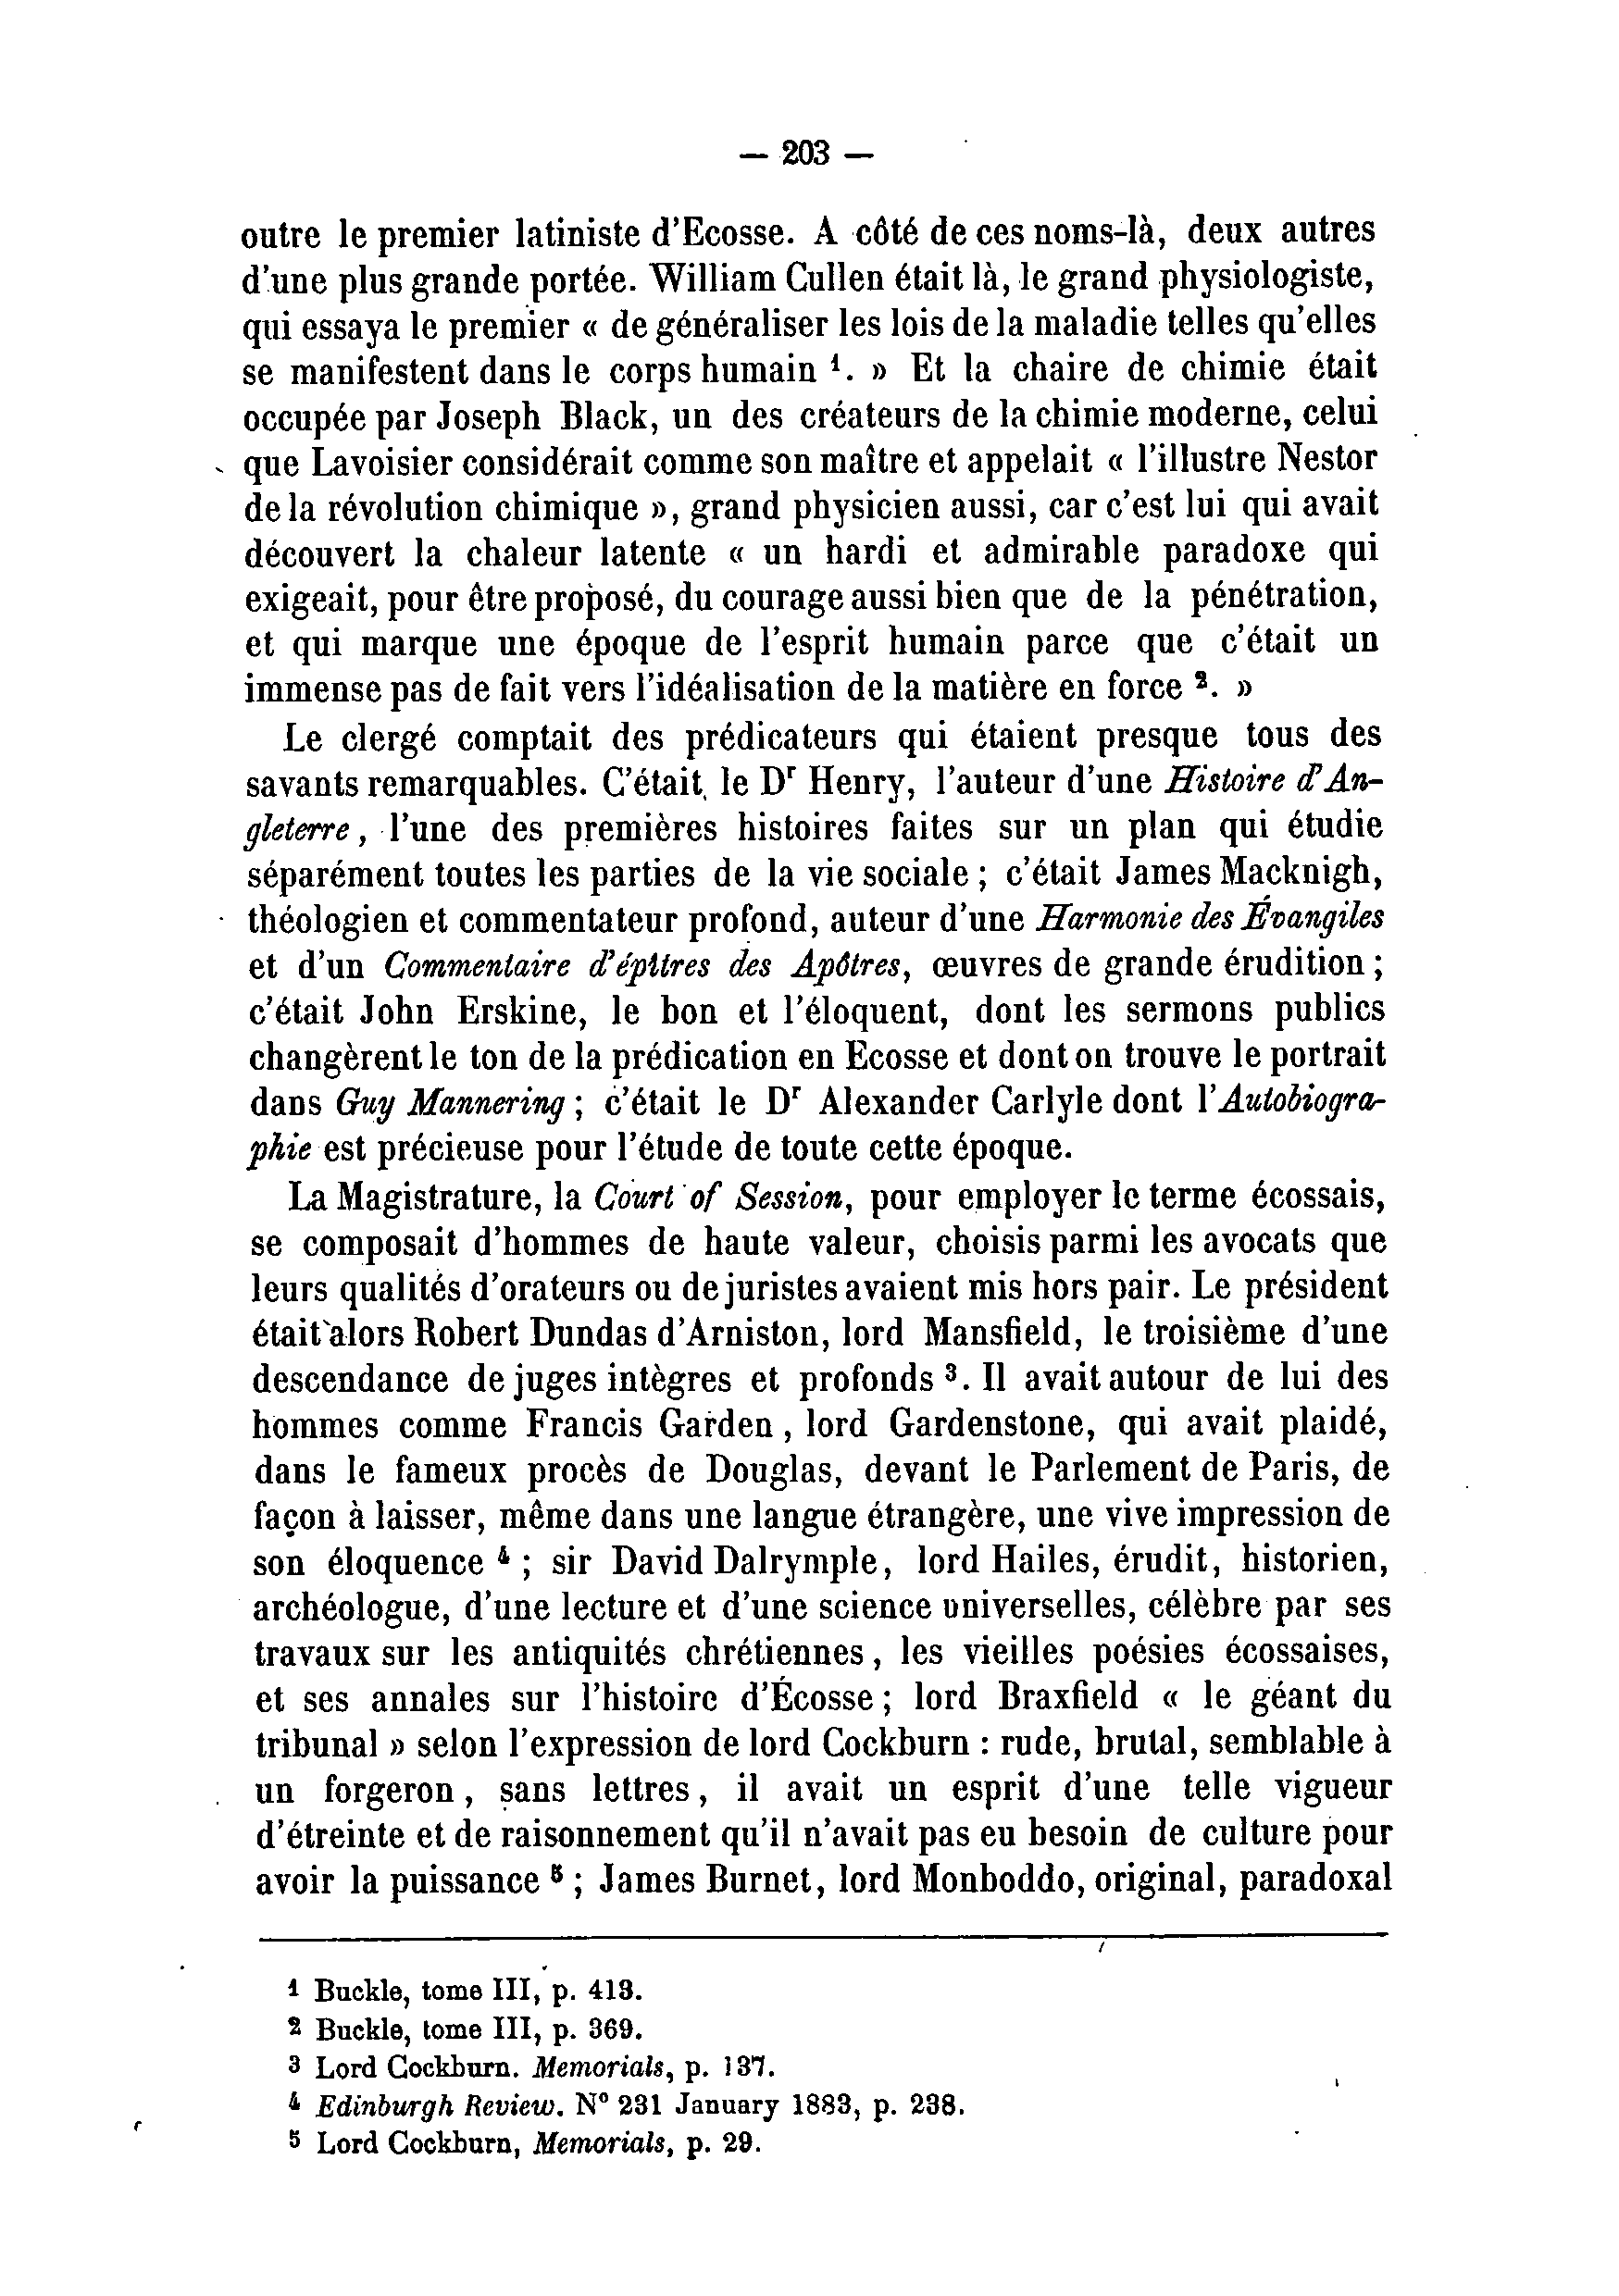 — 203 —
outre le premier latiniste d'Ecosse. A côté de ces noms-là, deux autres
d'une plus grande portée. William Cullen était là, le grand physiologiste,
qui essaya le premier « de généraliser les lois de la maladie telles qu'elles
se manifestent dans le corps humain ¹. » Et la chaire de chimie était
occupée par Joseph Black, un des créateurs de la chimie moderne, celui
que Lavoisier considérait comme son maître et appelait « l'illustre Nestor
de la révolution chimique », grand physicien aussi, car c'est lui qui avait
découvert la chaleur latente « un hardi et admirable paradoxe qui
exigeait, pour être proposé, du courage aussi bien que de la pénétration,
et qui marque une époque de l'esprit humain parce que c'était un
immense pas de fait vers l'idéalisation de la matière en force ². »
Le clergé comptait des prédicateurs qui étaient presque tous des
savants remarquables. C'était le Dʳ Henry, l'auteur d'une Histoire d'An-
gleterre, l'une des premières histoires faites sur un plan qui étudie
séparément toutes les parties de la vie sociale ; c'était James Macknigh,
théologien et commentateur profond, auteur d'une Harmonie des Évangiles
et d'un Commentaire d'épîtres des Apôtres, œuvres de grande érudition ;
c'était John Erskine, le bon et l'éloquent, dont les sermons publics
changèrent le ton de la prédication en Ecosse et dont on trouve le portrait
dans Guy Mannering ; c'était le Dʳ Alexander Carlyle dont l'Autobiogra-
phie est précieuse pour l'étude de toute cette époque.
La Magistrature, la Court of Session, pour employer le terme écossais,
se composait d'hommes de haute valeur, choisis parmi les avocats que
leurs qualités d'orateurs ou de juristes avaient mis hors pair. Le président
était alors Robert Dundas d'Arniston, lord Mansfield, le troisième d'une
descendance de juges intègres et profonds ³. Il avait autour de lui des
hommes comme Francis Garden, lord Gardenstone, qui avait plaidé,
dans le fameux procès de Douglas, devant le Parlement de Paris, de
façon à laisser, même dans une langue étrangère, une vive impression de
son éloquence ⁴ ; sir David Dalrymple, lord Hailes, érudit, historien,
archéologue, d'une lecture et d'une science universelles, célèbre par ses
travaux sur les antiquités chrétiennes, les vieilles poésies écossaises,
et ses annales sur l'histoire d'Écosse ; lord Braxfield « le géant du
tribunal » selon l'expression de lord Cockburn : rude, brutal, semblable à
un forgeron, sans lettres, il avait un esprit d'une telle vigueur
d'étreinte et de raisonnement qu'il n'avait pas eu besoin de culture pour
avoir la puissance ⁵ ; James Burnet, lord Monboddo, original, paradoxal
¹ Buckle, tome III, p. 413.
² Buckle, tome III, p. 369.
³ Lord Cockburn. Memorials, p. 137.
⁴ Edinburgh Review. N° 231 January 1883, p. 238.
⁵ Lord Cockburn, Memorials, p. 29.